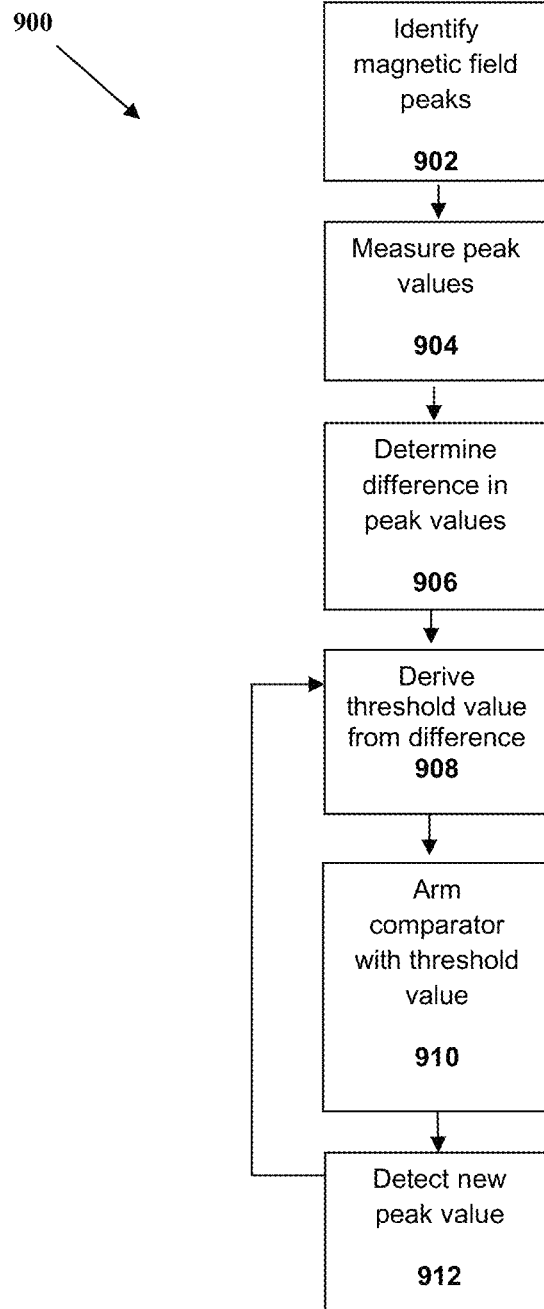 900
Identify
magnetic field
peaks
902
Measure peak
values
904
Determine
difference in
peak values
906
Derive
threshold value
from difference
908
Arm
comparator
with threshold
value
910
Detect new
peak value
912